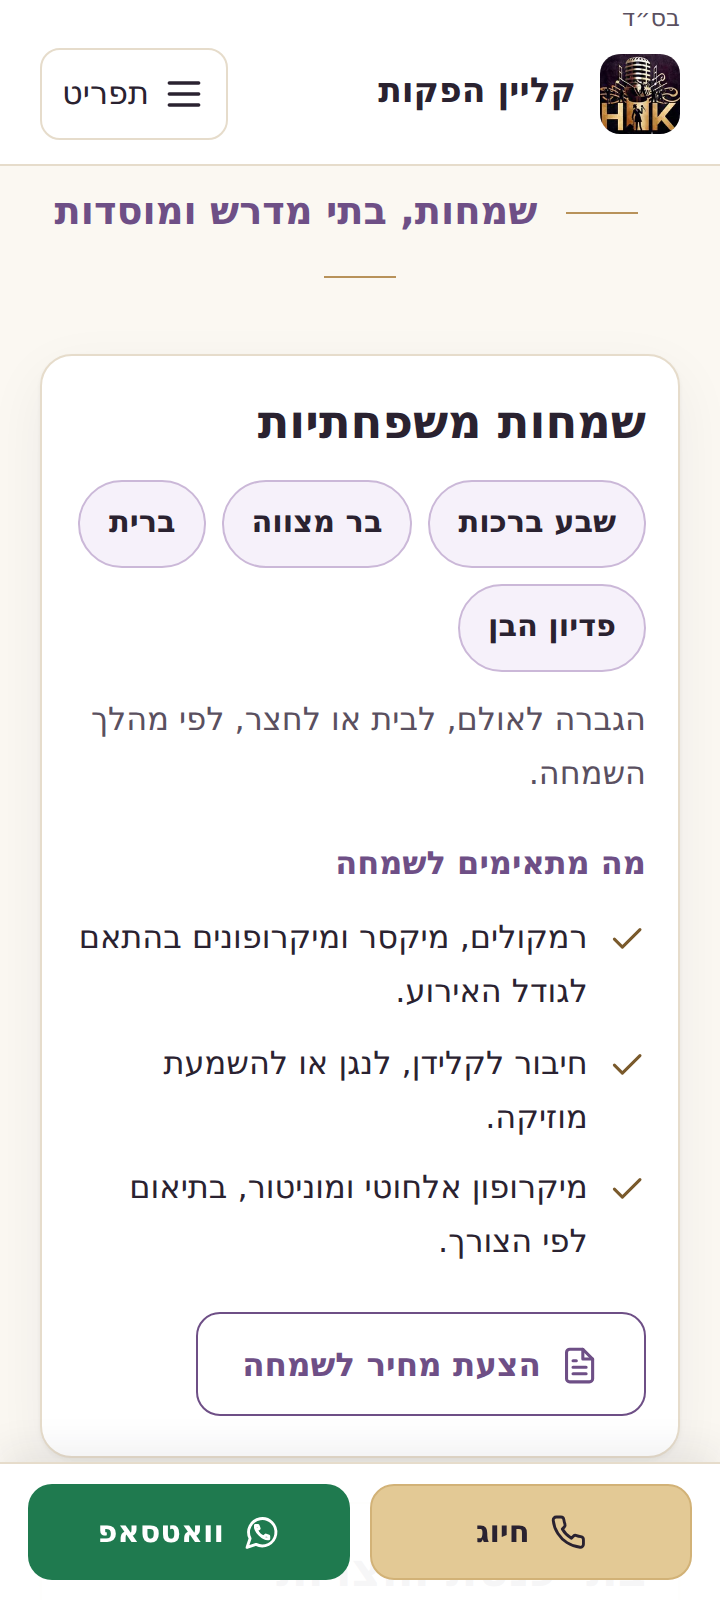 בס״ד
קליין הפקות
תפריט
שמחות, בתי מדרש ומוסדות
שמחות משפחתיות
שבע ברכות
בר מצווה
ברית
פדיון הבן
הגברה לאולם, לבית או לחצר, לפי מהלך
השמחה.
מה מתאימים לשמחה
רמקולים, מיקסר ומיקרופונים בהתאם
לגודל האירוע.
חיבור לקלידן, לנגן או להשמעת
מוזיקה.
מיקרופון אלחוטי ומוניטור, בתיאום
לפי הצורך.
הצעת מחיר לשמחה
חיוג
וואטסאפ